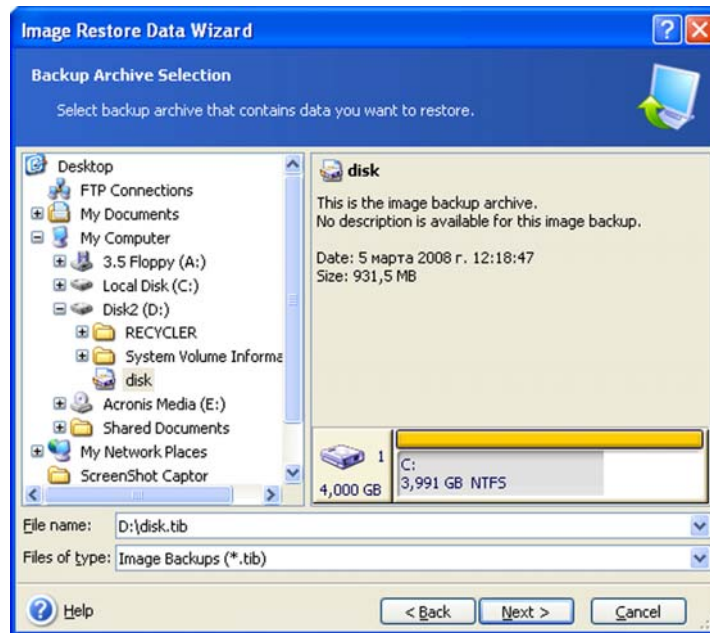 Image Restore Data Wizard
Backup Archive Selection
Select backup archive that contains data you want to restore.
Desktop
FTP Connections
My Documents
My Computer
3.5 Floppy (A:)
Local Disk (C:)
Disk2 (D:)
RECYCLER
System Volume Informa
disk
Acronis Media (E:)
Shared Documents
My Network Places
ScreenShot Captor
disk
This is the image backup archive.
No description is available for this image backup.
Date: 5 марта 2008 г. 12:18:47
Size: 931,5 MB
1
4,000 GB
C:
3,991 GB NTFS
File name: D:\disk.tib
Files of type: Image Backups (*.tib)
Help
< Back
Next >
Cancel